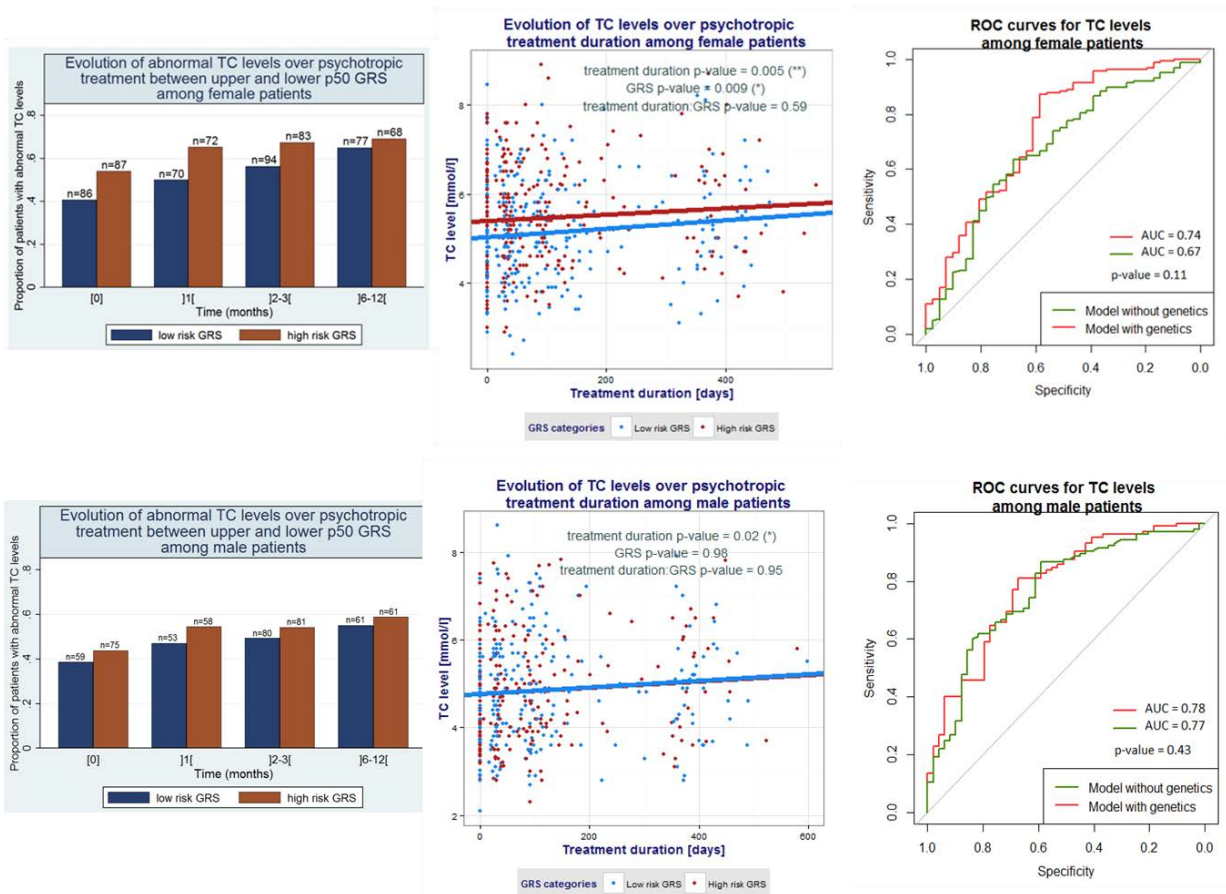 Evolution of abnormal TC levels over psychotropic
treatment between upper and lower p50 GRS
among female patients
Proportion of patients with abnormal TC levels
.8
.6
.4
.2
0
n=86
n=87
n=70
n=72
n=94
n=83
n=77
n=68
[0]
]1[
]2-3[
]6-12[
Time (months)
low risk GRS
high risk GRS
Evolution of TC levels over psychotropic
treatment duration among female patients
treatment duration p-value = 0.005 (**)
GRS p-value = 0.009 (*)
treatment duration:GRS p-value = 0.59
TC level [mmol/l]
8
6
4
0
200
400
Treatment duration [days]
GRS categories
Low risk GRS
High risk GRS
ROC curves for TC levels
among female patients
Sensitivity
1.0
0.8
0.6
0.4
0.2
0.0
AUC = 0.74
AUC = 0.67
p-value = 0.11
Model without genetics
Model with genetics
1.0
0.8
0.6
0.4
0.2
0.0
Specificity
Evolution of abnormal TC levels over psychotropic
treatment between upper and lower p50 GRS
among male patients
Proportion of patients with abnormal TC levels
.8
.6
.4
.2
0
n=59
n=75
n=53
n=58
n=80
n=81
n=61
n=61
[0]
]1[
]2-3[
]6-12[
Time (months)
low risk GRS
high risk GRS
Evolution of TC levels over psychotropic
treatment duration among male patients
treatment duration p-value = 0.02 (*)
GRS p-value = 0.98
treatment duration:GRS p-value = 0.95
TC level [mmol/l]
8
6
4
2
0
200
400
600
Treatment duration [days]
GRS categories
Low risk GRS
High risk GRS
ROC curves for TC levels
among male patients
Sensitivity
1.0
0.8
0.6
0.4
0.2
0.0
AUC = 0.78
AUC = 0.77
p-value = 0.43
Model without genetics
Model with genetics
1.0
0.8
0.6
0.4
0.2
0.0
Specificity